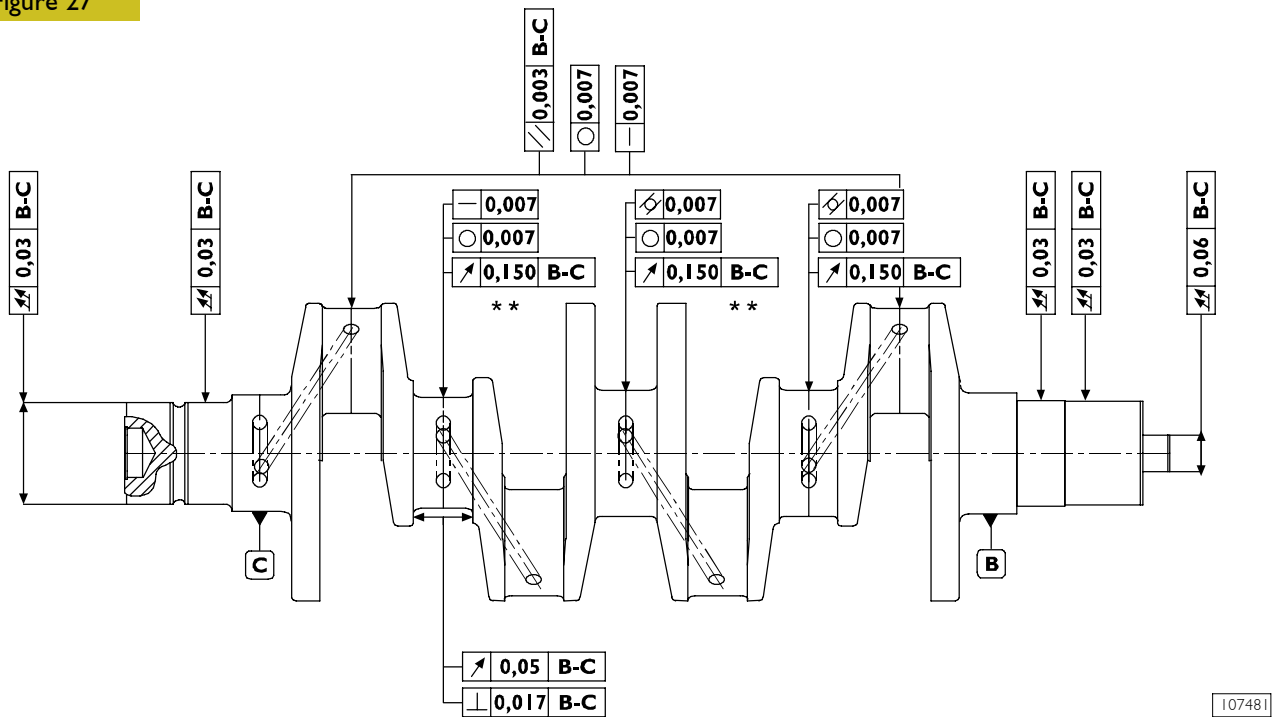 Figure 27
// 0,003 B-C
○ 0,007
— 0,007
0,03 B-C
0,03 B-C
— 0,007
○ 0,007
↗ 0,150 B-C
* *
⌭ 0,007
○ 0,007
↗ 0,150 B-C
* *
⌭ 0,007
○ 0,007
↗ 0,150 B-C
0,03 B-C
0,03 B-C
0,06 B-C
C
B
↗ 0,05 B-C
⊥ 0,017 B-C
107481